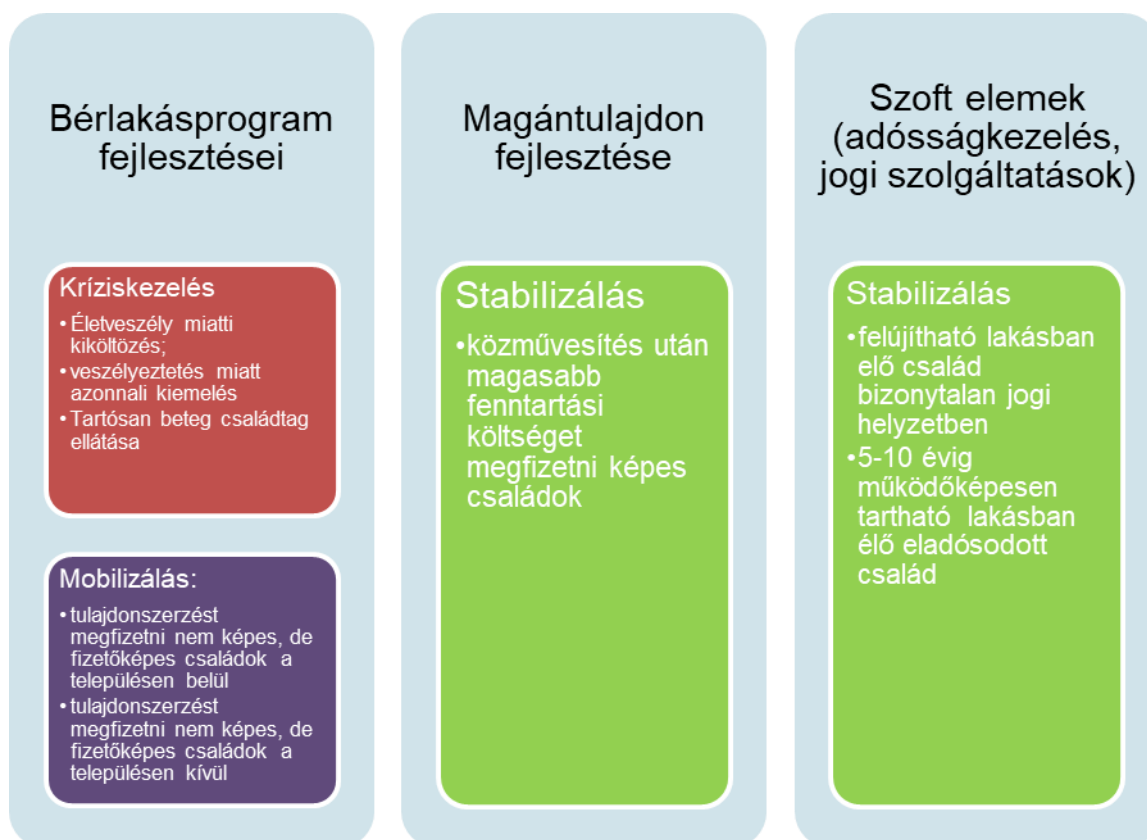 Bérlakásprogram
fejlesztései
Kríziskezelés
• Életveszély miatti
kiköltözés;
• veszélyeztetés miatt
azonnali kiemelés
• Tartósan beteg családtag
ellátása
Mobilizálás:
• tulajdonszerzést
megfizetni nem képes, de
fizetőképes családok a
településen belül
• tulajdonszerzést
megfizetni nem képes, de
fizetőképes családok a
településen kívül
Magántulajdon
fejlesztése
Stabilizálás
•közművesítés után
magasabb
fenntartási
költséget
megfizetni képes
családok
Szoft elemek
(adósságkezelés,
jogi szolgáltatások)
Stabilizálás
•felújítható lakásban
elő család
bizonytalan jogi
helyzetben
•5-10 évig
működőképesen
tartható lakásban
élő eladósodott
család